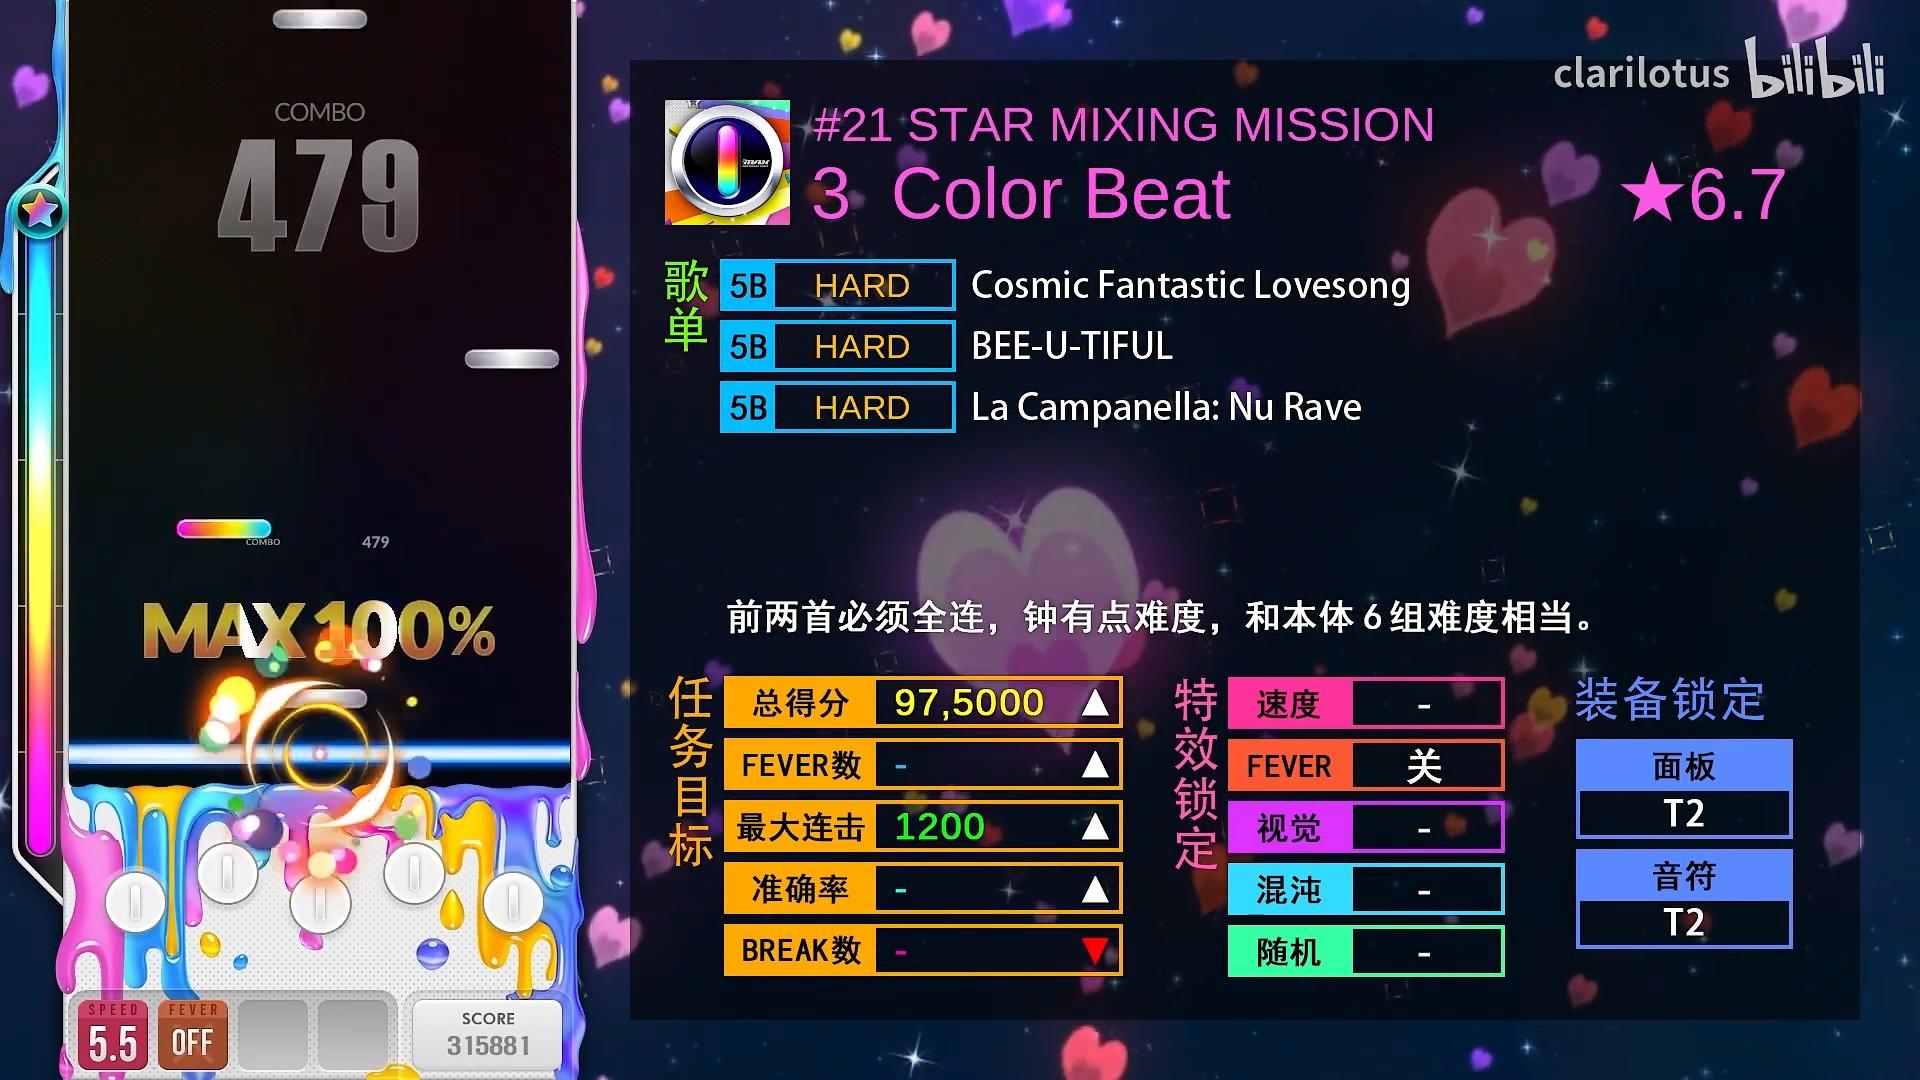 COMBO
479
COMBO 479
MAX 100%
SPEED
5.5
FEVER
OFF
SCORE
315881
clarilotus bilibili
#21 STAR MIXING MISSION
3 Color Beat ★6.7
歌单
5B HARD Cosmic Fantastic Lovesong
5B HARD BEE-U-TIFUL
5B HARD La Campanella: Nu Rave
前两首必须全连，钟有点难度，和本体6组难度相当。
任务目标
总得分 97,5000 ▲
FEVER数 - ▲
最大连击 1200 ▲
准确率 - ▲
BREAK数 - ▼
特效锁定
速度 -
FEVER 关
视觉 -
混沌 -
随机 -
装备锁定
面板
T2
音符
T2